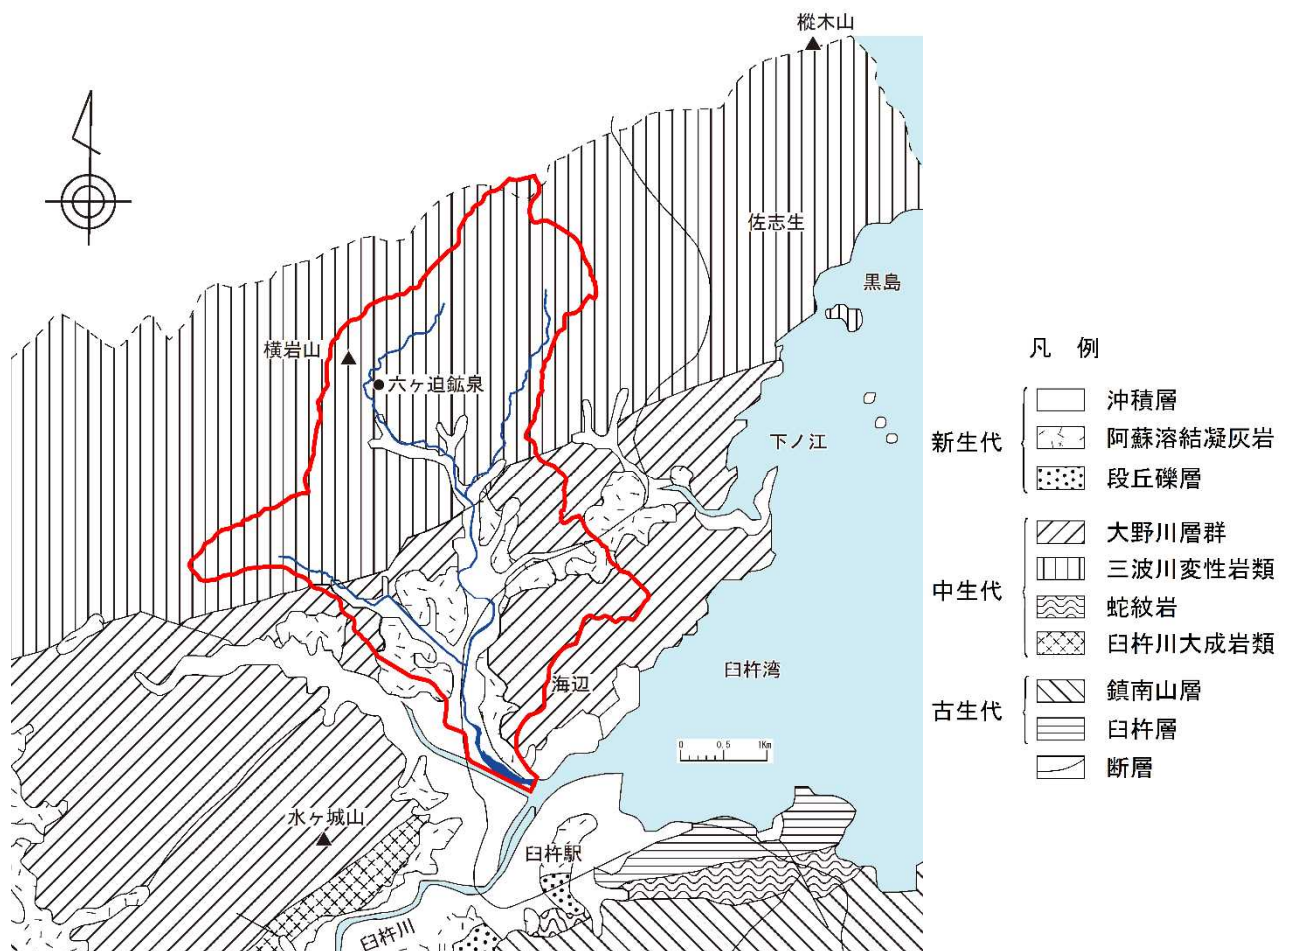 樅木山
佐志生
黒島
横岩山
六ヶ迫鉱泉
下ノ江
臼杵湾
海辺
0 0.5 1Km
水ヶ城山
臼杵駅
臼杵川
凡 例
新生代
沖積層
阿蘇溶結凝灰岩
段丘礫層
中生代
大野川層群
三波川変性岩類
蛇紋岩
臼杵川大成岩類
古生代
鎮南山層
臼杵層
断層